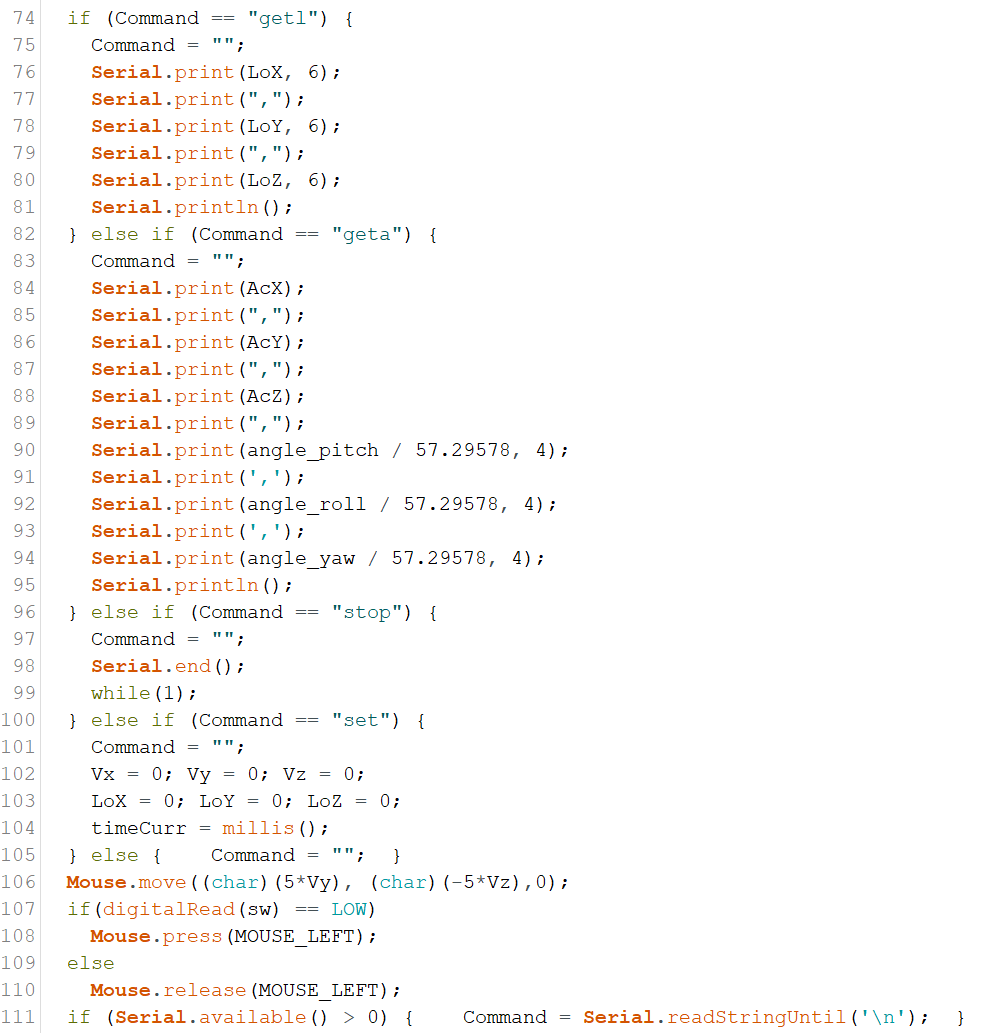 74 if (Command == "getl") {
75 Command = "";
76 Serial.print(LoX, 6);
77 Serial.print(",");
78 Serial.print(LoY, 6);
79 Serial.print(",");
80 Serial.print(LoZ, 6);
81 Serial.println();
82 } else if (Command == "geta") {
83 Command = "";
84 Serial.print(AcX);
85 Serial.print(",");
86 Serial.print(AcY);
87 Serial.print(",");
88 Serial.print(AcZ);
89 Serial.print(",");
90 Serial.print(angle_pitch / 57.29578, 4);
91 Serial.print(',');
92 Serial.print(angle_roll / 57.29578, 4);
93 Serial.print(',');
94 Serial.print(angle_yaw / 57.29578, 4);
95 Serial.println();
96 } else if (Command == "stop") {
97 Command = "";
98 Serial.end();
99 while(1);
100 } else if (Command == "set") {
101 Command = "";
102 Vx = 0; Vy = 0; Vz = 0;
103 LoX = 0; LoY = 0; LoZ = 0;
104 timeCurr = millis();
105 } else {    Command = "";  }
106 Mouse.move((char)(5*Vy), (char)(-5*Vz),0);
107 if(digitalRead(sw) == LOW)
108 Mouse.press(MOUSE_LEFT);
109 else
110 Mouse.release(MOUSE_LEFT);
111 if (Serial.available() > 0) {    Command = Serial.readStringUntil('\n');  }